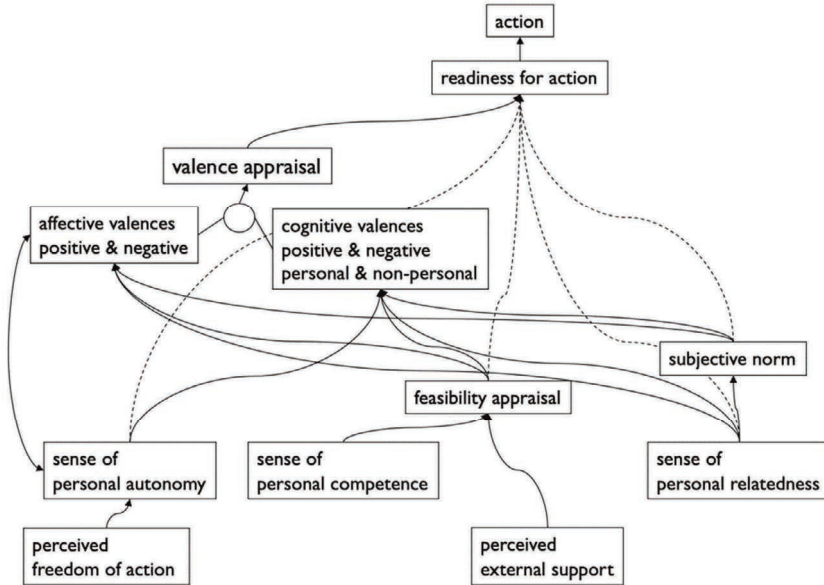 action
readiness for action
valence appraisal
affective valences
positive & negative
cognitive valences
positive & negative
personal & non-personal
subjective norm
feasibility appraisal
sense of
personal autonomy
sense of
personal competence
sense of
personal relatedness
perceived
freedom of action
perceived
external support